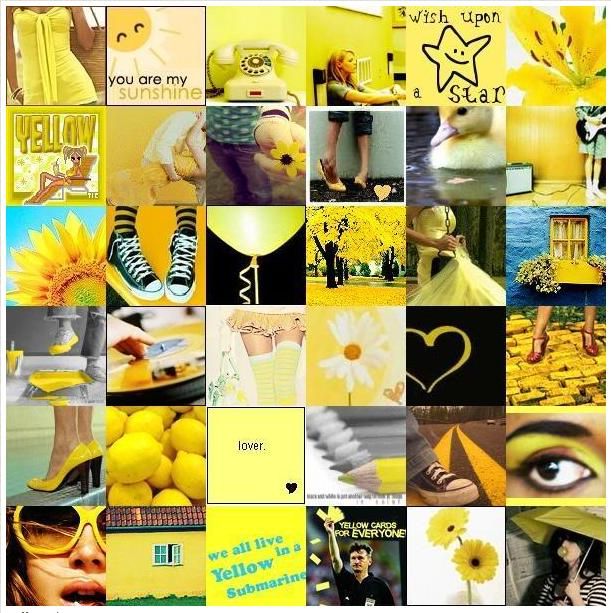 you are my
sunshine
wish upon
a star
YELLOW
lover.
we all live
in a
Yellow
Submarine
YELLOW CARDS
FOR EVERYONE